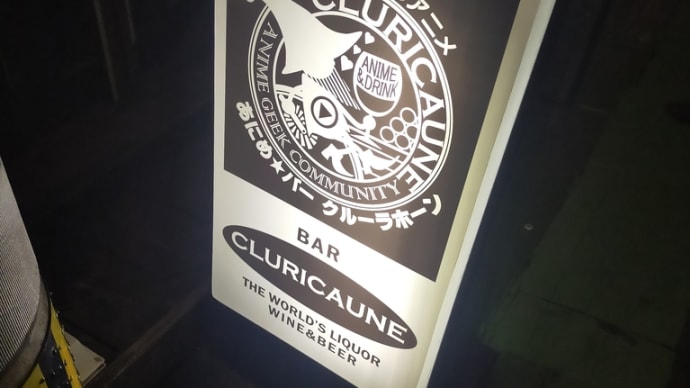 アニメ
CLURICAUNE
ANIME
&DRINK
ANIME GEEK COMMUNITY
あにめ★バー クルーラホーン
BAR
CLURICAUNE
THE WORLD'S LIQUOR
WINE&BEER